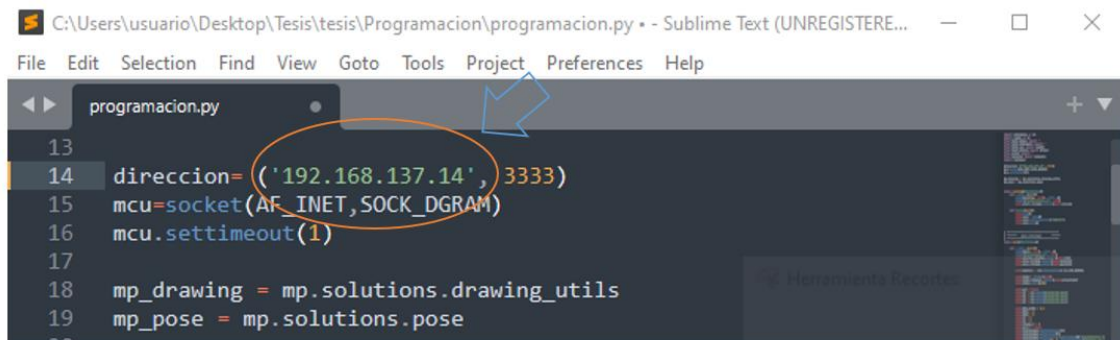 C:\Users\usuario\Desktop\Tesis\tesis\Programacion\programacion.py • - Sublime Text (UNREGISTERE...
File Edit Selection Find View Goto Tools Project Preferences Help
programacion.py
13
14 direccion= ('192.168.137.14', 3333)
15 mcu=socket(AF_INET,SOCK_DGRAM)
16 mcu.settimeout(1)
17
18 mp_drawing = mp.solutions.drawing_utils
19 mp_pose = mp.solutions.pose
Herramienta Recortes